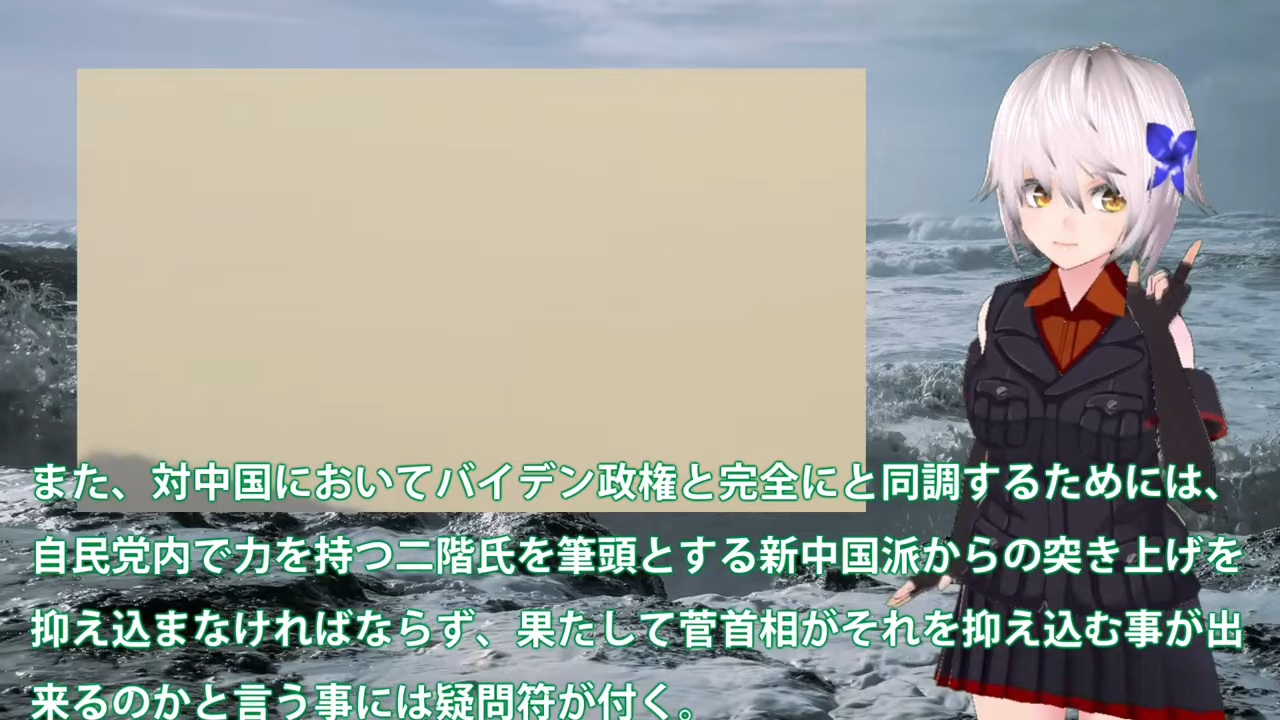 また、対中国においてバイデン政権と完全にと同調するためには、
自民党内で力を持つ二階氏を筆頭とする新中国派からの突き上げを
抑え込まなければならず、果たして菅首相がそれを抑え込む事が出
来るのかと言う事には疑問符が付く。